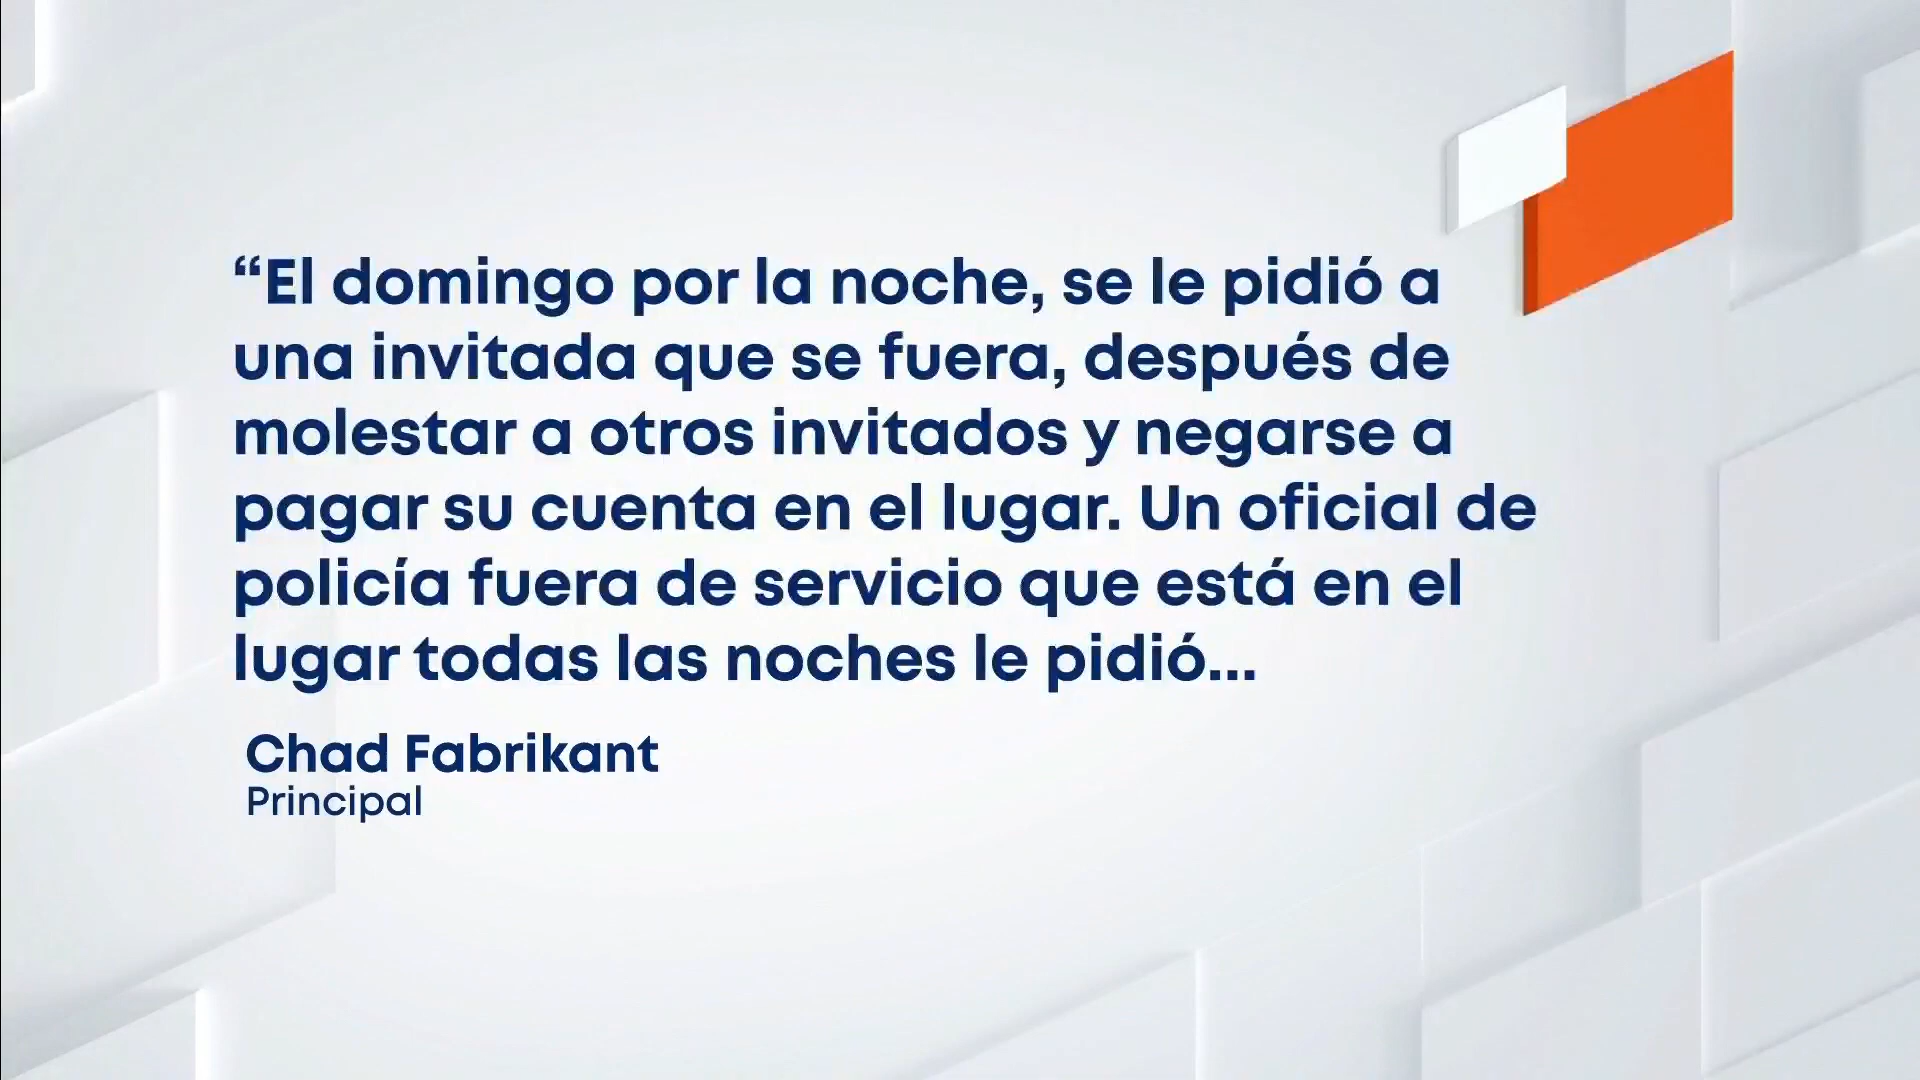 “El domingo por la noche, se le pidió a
una invitada que se fuera, después de
molestar a otros invitados y negarse a
pagar su cuenta en el lugar. Un oficial de
policía fuera de servicio que está en el
lugar todas las noches le pidió...
Chad Fabrikant
Principal